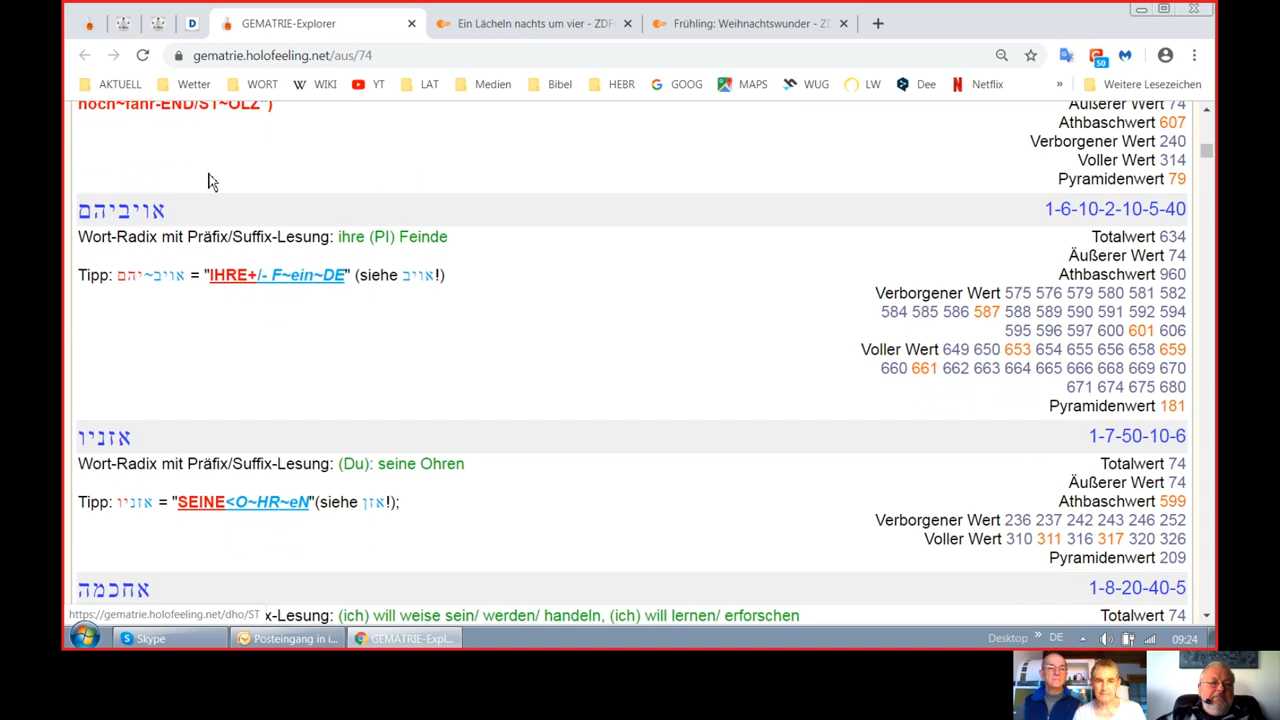 GEMATRIE-Explorer
Ein Lächeln nachts um vier - ZDF
Frühling: Weihnachtswunder - ZD
gematrie.holofeeling.net/aus/74
50
AKTUELL Wetter WORT WIKI YT LAT Medien Bibel HEBR GOOG MAPS WUG LW Dee Netflix » Weitere Lesezeichen
hoch~fahr-END/ST~OLZ")
Äußerer Wert 74
Athbaschwert 607
Verborgener Wert 240
Voller Wert 314
Pyramidenwert 79
אויביהם
1-6-10-2-10-5-40
Wort-Radix mit Präfix/Suffix-Lesung: ihre (Pl) Feinde
Totalwert 634
Äußerer Wert 74
Tipp: אויב~יהם = "IHRE+/- F~ein~DE" (siehe אויב!)
Athbaschwert 960
Verborgener Wert 575 576 579 580 581 582
584 585 586 587 588 589 590 591 592 594
595 596 597 600 601 606
Voller Wert 649 650 653 654 655 656 658 659
660 661 662 663 664 665 666 668 669 670
671 674 675 680
Pyramidenwert 181
אזניו
1-7-50-10-6
Wort-Radix mit Präfix/Suffix-Lesung: (Du): seine Ohren
Totalwert 74
Äußerer Wert 74
Tipp: אזניו = "SEINE<O~HR~eN"(siehe אזן!);
Athbaschwert 599
Verborgener Wert 236 237 242 243 246 252
Voller Wert 310 311 316 317 320 326
Pyramidenwert 209
אחכמה
1-8-20-40-5
https://gematrie.holofeeling.net/dho/ST
x-Lesung: (ich) will weise sein/ werden/ handeln, (ich) will lernen/ erforschen
Totalwert 74
Skype
Posteingang in i...
GEMATRIE-Expl...
Desktop » DE 09:24